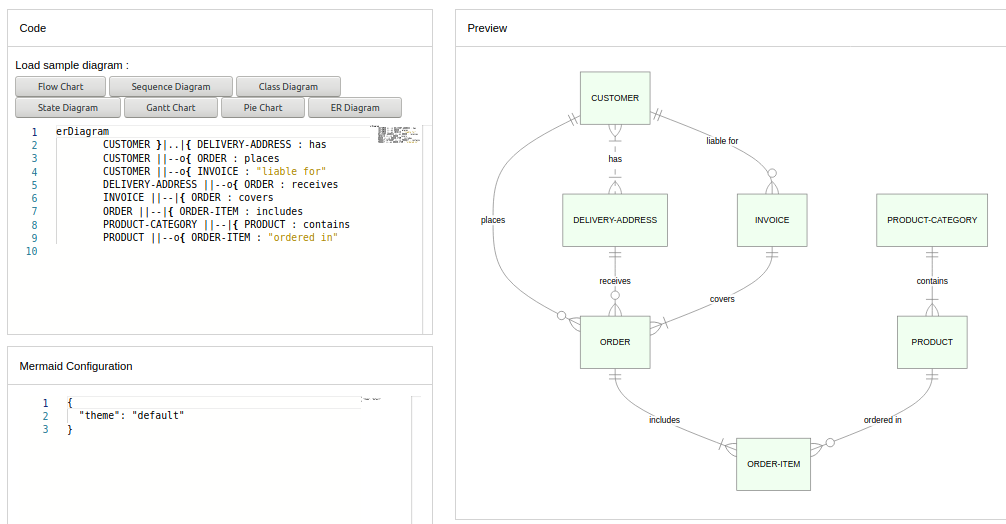 Code
Load sample diagram :
Flow Chart
Sequence Diagram
Class Diagram
State Diagram
Gantt Chart
Pie Chart
ER Diagram
1 erDiagram
2 CUSTOMER }|..|{ DELIVERY-ADDRESS : has
3 CUSTOMER ||--o{ ORDER : places
4 CUSTOMER ||--o{ INVOICE : "liable for"
5 DELIVERY-ADDRESS ||--o{ ORDER : receives
6 INVOICE ||--|{ ORDER : covers
7 ORDER ||--|{ ORDER-ITEM : includes
8 PRODUCT-CATEGORY ||--|{ PRODUCT : contains
9 PRODUCT ||--o{ ORDER-ITEM : "ordered in"
10
Mermaid Configuration
1 {
2 "theme": "default"
3 }
Preview
CUSTOMER
liable for
has
places
DELIVERY-ADDRESS
INVOICE
PRODUCT-CATEGORY
receives
covers
contains
ORDER
PRODUCT
includes
ordered in
ORDER-ITEM